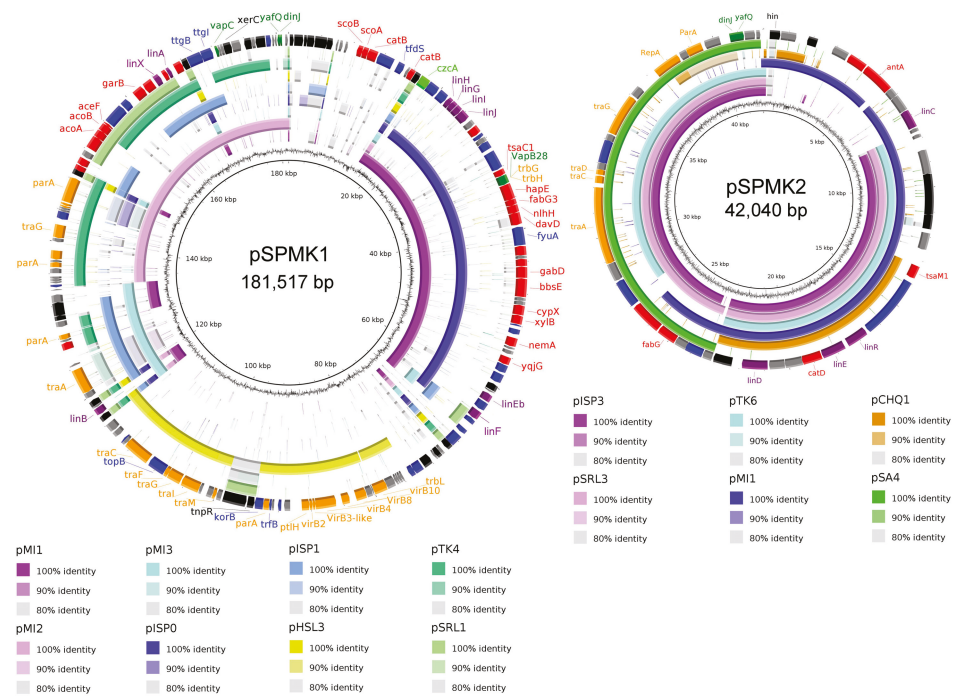 vapC
xerC
yafQ
dinJ
ttgI
ttgB
linA
linX
garB
aceF
acoB
acoA
parA
traG
parA
parA
traA
linB
traC
topB
traF
traG
traI
traM
tnpR
korB
parA
trfB
ptlH
virB2
VirB3-like
virB4
VirB8
virB10
trbL
linF
linEb
yqjG
nemA
xylB
cypX
bbsE
gabD
fyuA
davD
nlhH
fabG3
hapE
trbH
trbG
VapB28
tsaC1
linJ
linI
linG
linH
czcA
catB
tfdS
catB
scoA
scoB
180 kbp
20 kbp
40 kbp
60 kbp
80 kbp
100 kbp
120 kbp
140 kbp
160 kbp
pSPMK1
181,517 bp
dinJ
yafQ
hin
ParA
RepA
traG
traD
traC
traA
fabG
linD
catD
linE
linR
tsaM1
linC
antA
40 kbp
5 kbp
10 kbp
15 kbp
20 kbp
25 kbp
30 kbp
35 kbp
pSPMK2
42,040 bp
pISP3
100% identity
90% identity
80% identity
pTK6
100% identity
90% identity
80% identity
pCHQ1
100% identity
90% identity
80% identity
pSRL3
100% identity
90% identity
80% identity
pMI1
100% identity
90% identity
80% identity
pSA4
100% identity
90% identity
80% identity
pMI1
100% identity
90% identity
80% identity
pMI3
100% identity
90% identity
80% identity
pISP1
100% identity
90% identity
80% identity
pTK4
100% identity
90% identity
80% identity
pMI2
100% identity
90% identity
80% identity
pISP0
100% identity
90% identity
80% identity
pHSL3
100% identity
90% identity
80% identity
pSRL1
100% identity
90% identity
80% identity